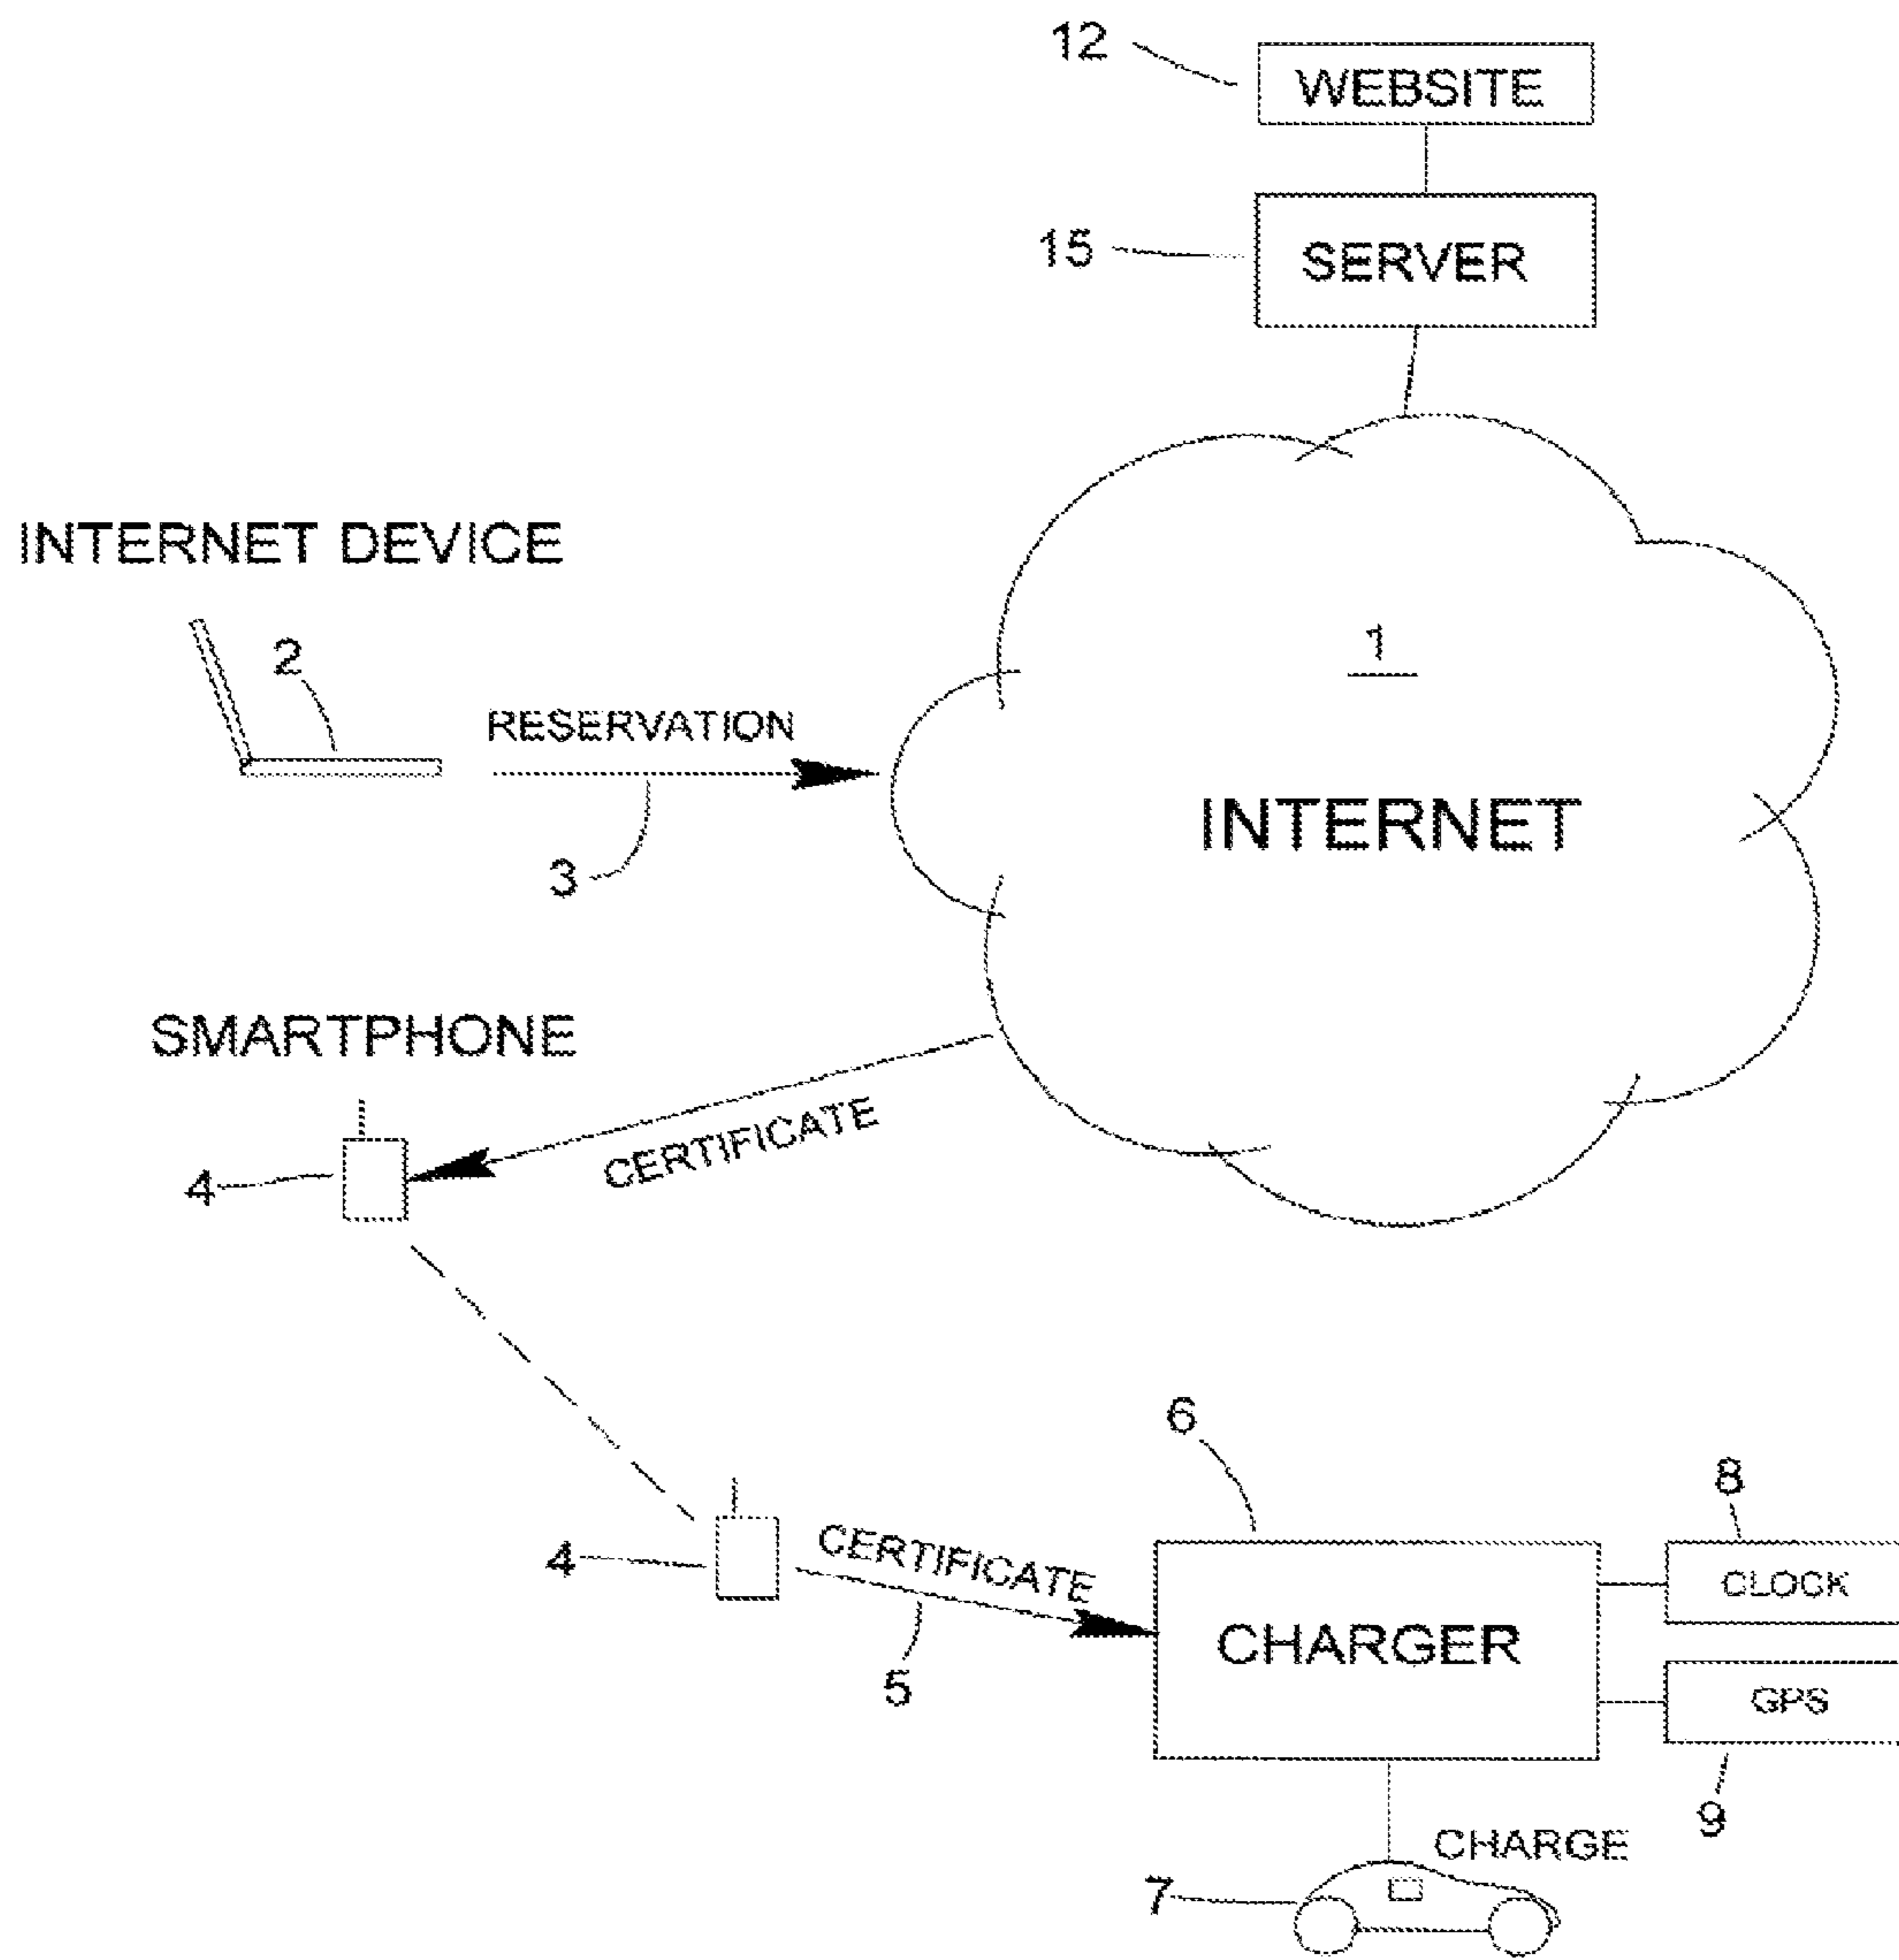 12
WEBSITE
15
SERVER
INTERNET DEVICE
2
RESERVATION
3
1
INTERNET
SMARTPHONE
4
CERTIFICATE
4
CERTIFICATE
5
6
CHARGER
8
CLOCK
GPS
9
CHARGE
7